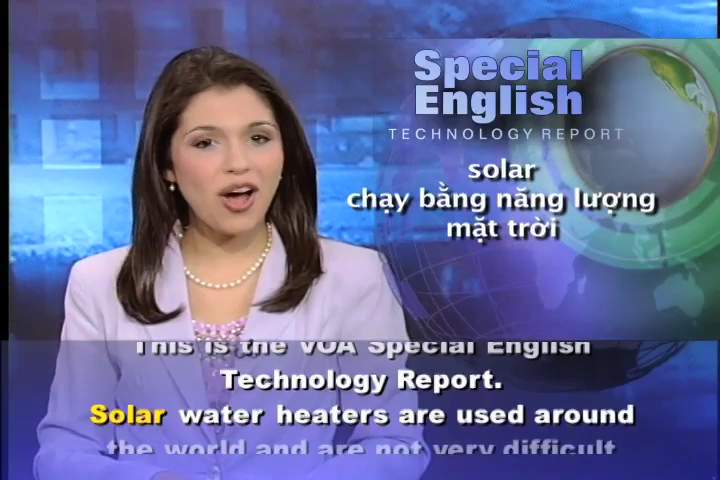 Special
English
TECHNOLOGY REPORT
solar
chạy bằng năng lượng
mặt trời
This is the VOA Special English
Technology Report.
Solar water heaters are used around
the world and are not very difficult